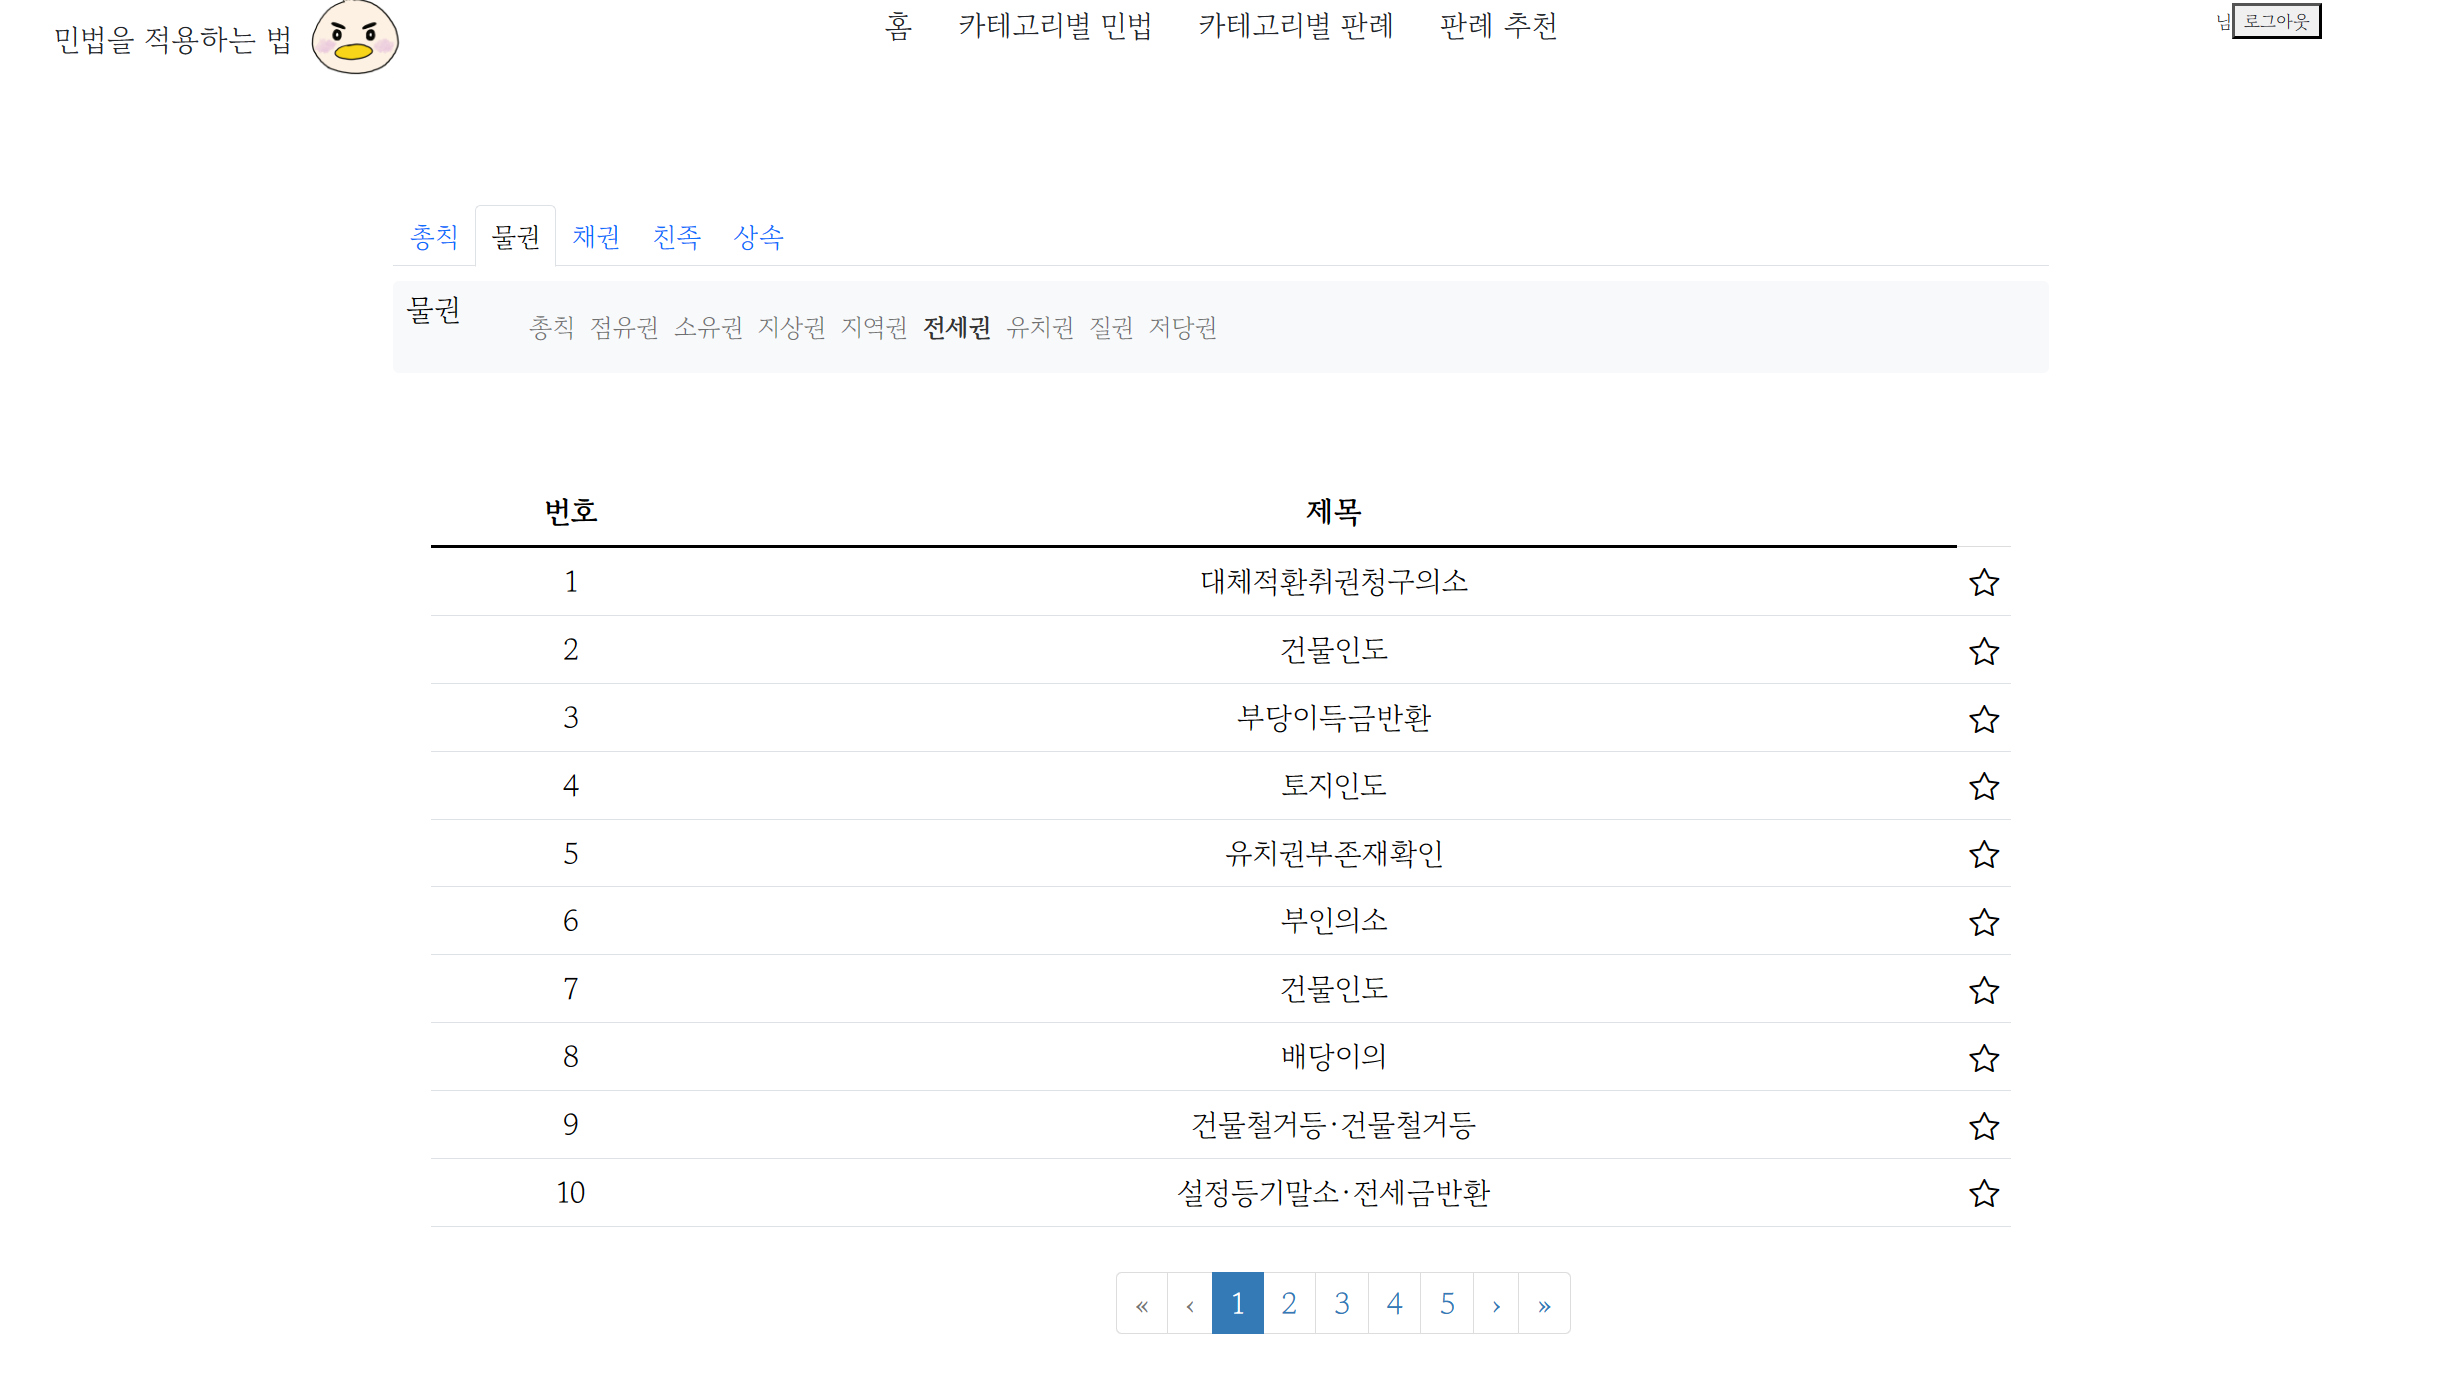 민법을 적용하는 법
홈 카테고리별 민법 카테고리별 판례 판례 추천
님 로그아웃
총칙 물권 채권 친족 상속
물권
총칙 점유권 소유권 지상권 지역권 전세권 유치권 질권 저당권
번호 제목
1 대체적환취권청구의소
2 건물인도
3 부당이득금반환
4 토지인도
5 유치권부존재확인
6 부인의소
7 건물인도
8 배당이의
9 건물철거등·건물철거등
10 설정등기말소·전세금반환
« ‹ 1 2 3 4 5 › »